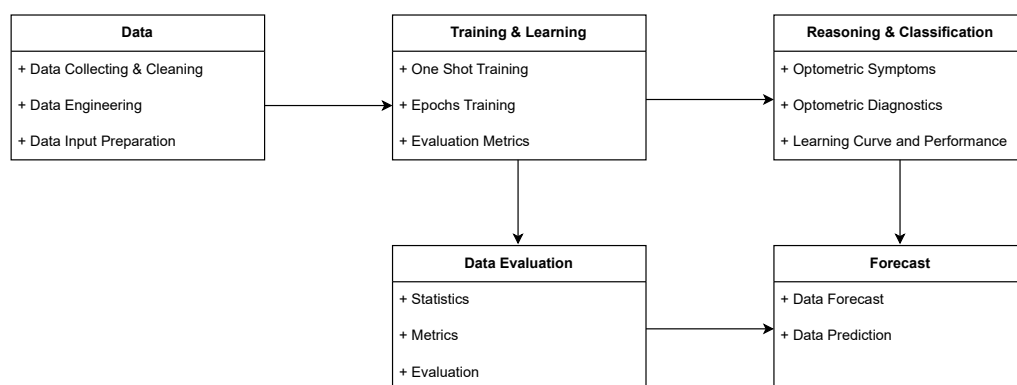 Data
+ Data Collecting & Cleaning
+ Data Engineering
+ Data Input Preparation
Training & Learning
+ One Shot Training
+ Epochs Training
+ Evaluation Metrics
Reasoning & Classification
+ Optometric Symptoms
+ Optometric Diagnostics
+ Learning Curve and Performance
Data Evaluation
+ Statistics
+ Metrics
+ Evaluation
Forecast
+ Data Forecast
+ Data Prediction